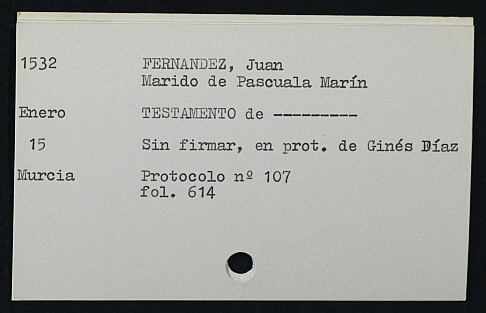 1532 FERNANDEZ, Juan
Marido de Pascuala Marín
Enero TESTAMENTO de ---------
15 Sin firmar, en prot. de Ginés Díaz
Murcia Protocolo nº 107
fol. 614